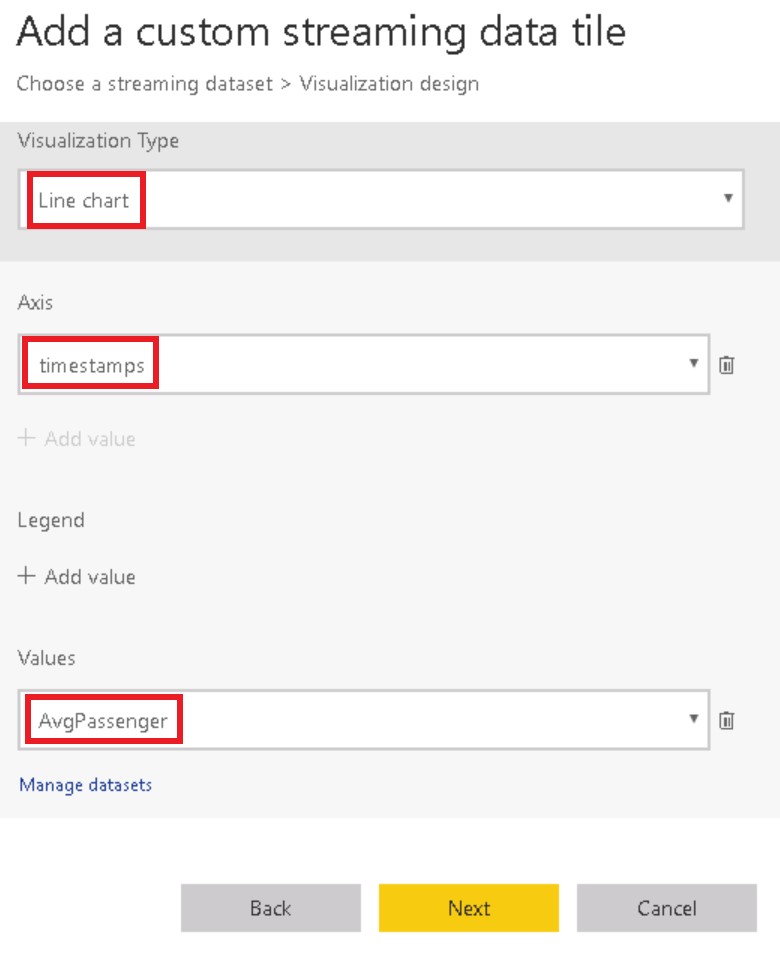 Add a custom streaming data tile
Choose a streaming dataset > Visualization design
Visualization Type
Line chart
Axis
timestamps
+ Add value
Legend
+ Add value
Values
AvgPassenger
Manage datasets
Back
Next
Cancel